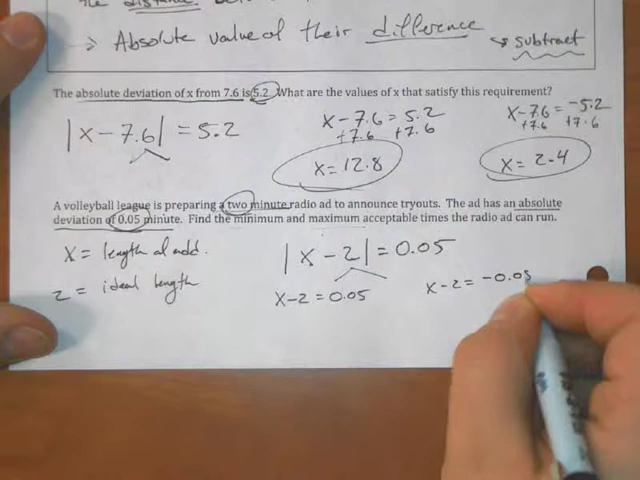 the distance
⇒ Absolute value of their difference
↳ subtract
The absolute deviation of x from 7.6 is 5.2. What are the values of x that satisfy this requirement?
|x - 7.6| = 5.2
x - 7.6 = 5.2
+7.6 +7.6
x = 12.8
x - 7.6 = -5.2
+7.6 +7.6
x = 2.4
A volleyball league is preparing a two minute radio ad to announce tryouts. The ad has an absolute
deviation of 0.05 minute. Find the minimum and maximum acceptable times the radio ad can run.
x = length of add.
2 = ideal length
|x - 2| = 0.05
x - 2 = 0.05
x - 2 = -0.05